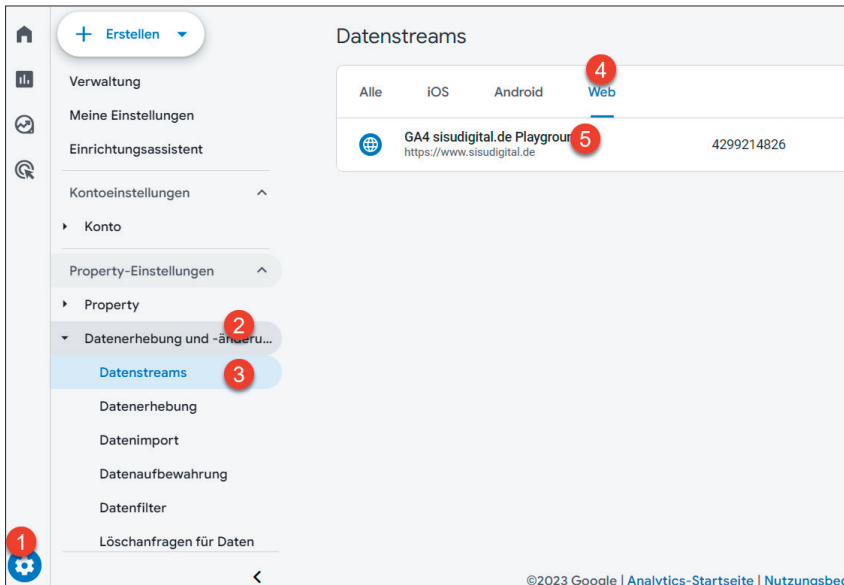 Erstellen
Verwaltung
Meine Einstellungen
Einrichtungsassistent
Kontoeinstellungen
Konto
Property-Einstellungen
Property
2
Datenerhebung und -änderu...
Datenstreams
3
Datenerhebung
Datenimport
Datenaufbewahrung
Datenfilter
Löschanfragen für Daten
1
Datenstreams
4
Alle iOS Android Web
GA4 sisudigital.de 5 4299214826
https://www.sisudigital.de
©2023 Google | Analytics-Startseite |